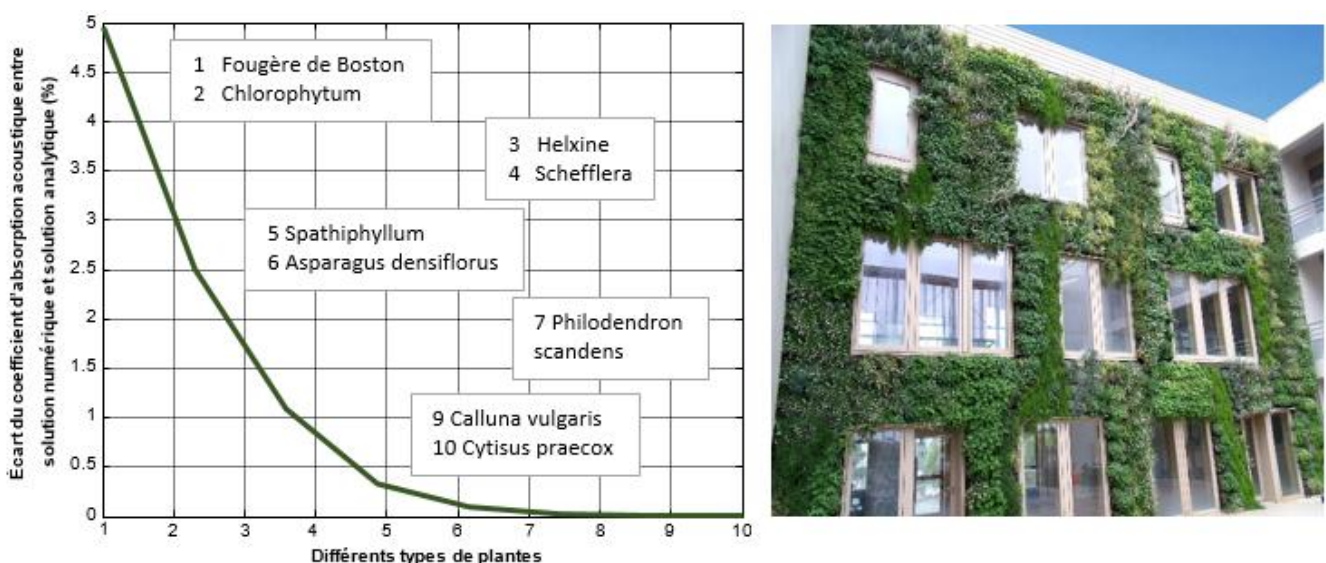 Écart du coefficient d'absorption acoustique entre
solution numérique et solution analytique (%)
5
4.5
4
3.5
3
2.5
2
1.5
1
0.5
0
1 Fougère de Boston
2 Chlorophytum
3 Helxine
4 Schefflera
5 Spathiphyllum
6 Asparagus densiflorus
7 Philodendron
scandens
9 Calluna vulgaris
10 Cytisus praecox
1 2 3 4 5 6 7 8 9 10
Différents types de plantes